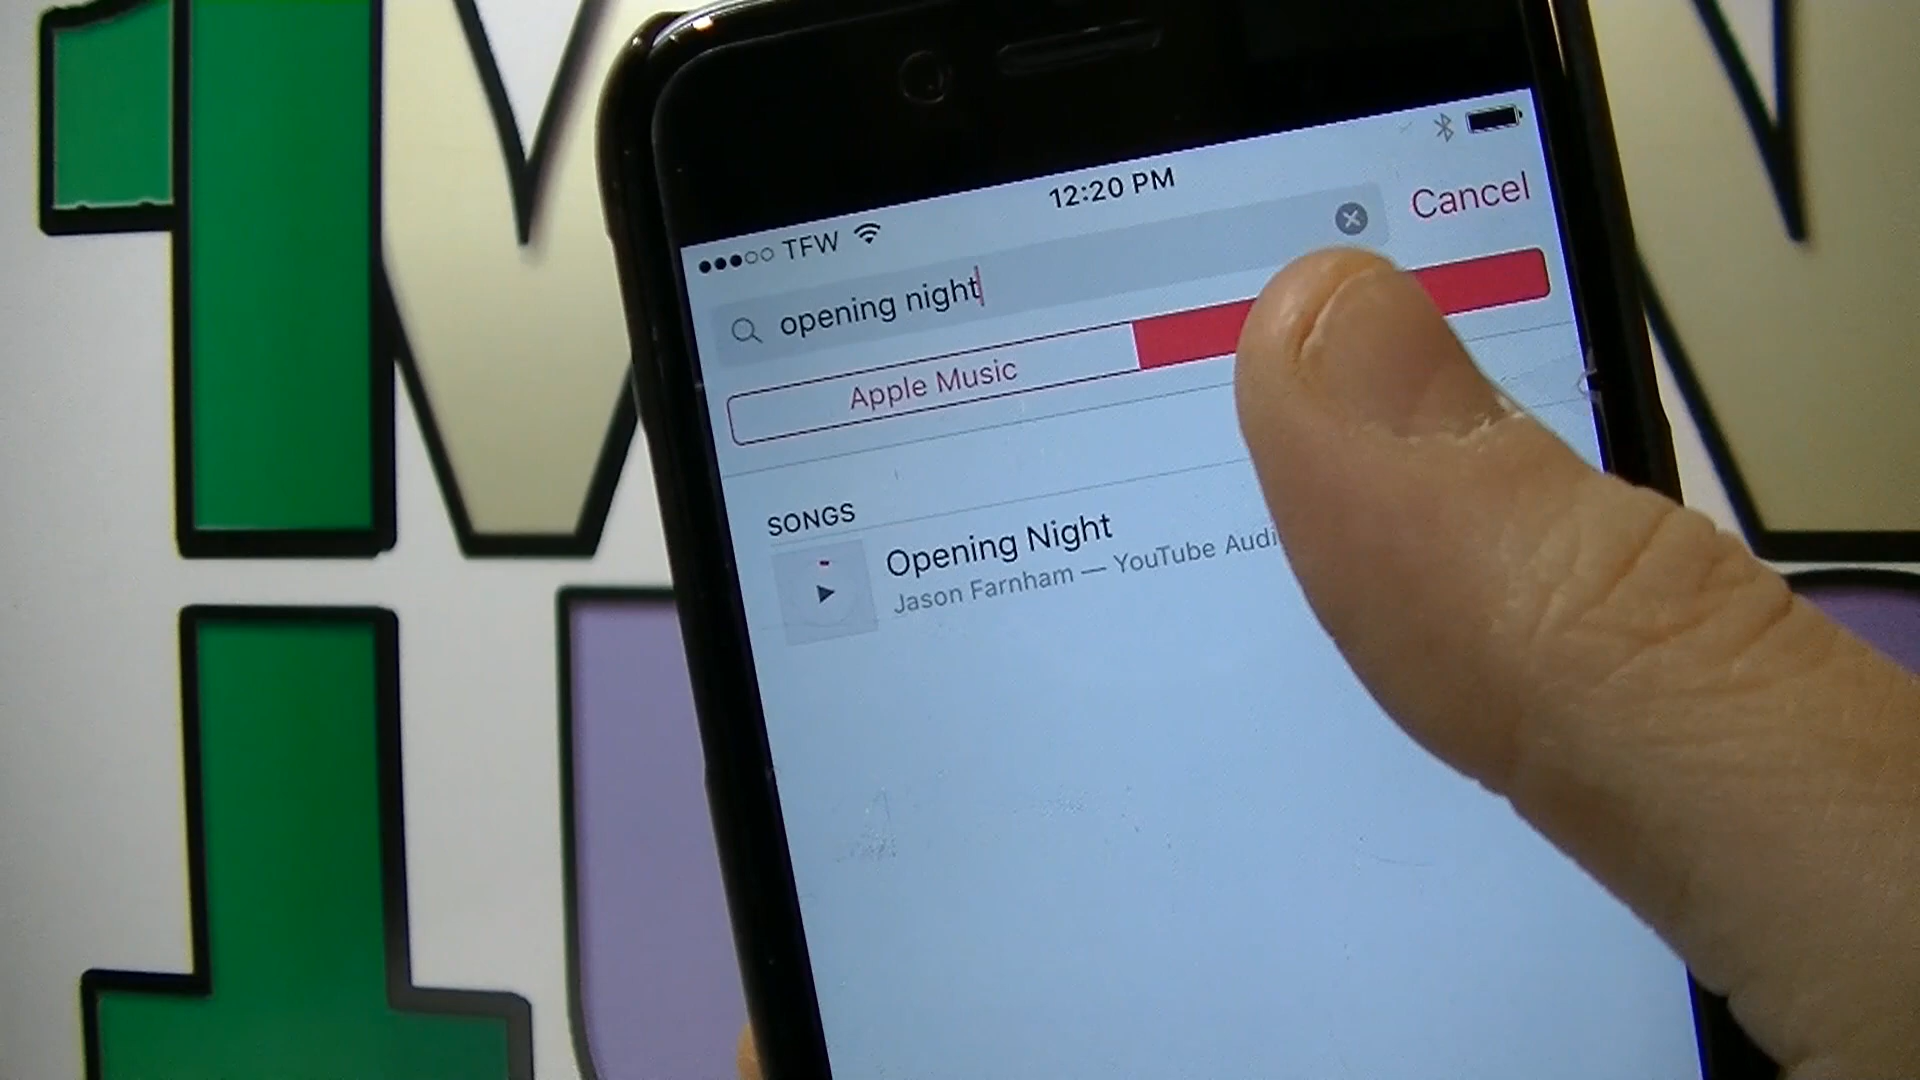 TFW
12:20 PM
opening night
Cancel
Apple Music
SONGS
Opening Night
Jason Farnham — YouTube Audi